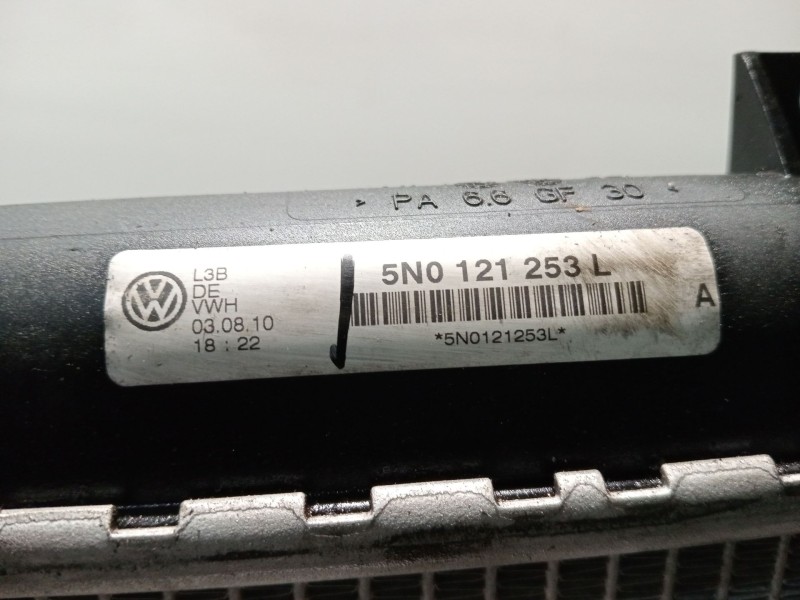 > PA 6.6 GF 30 <
L3B
DE
VWH
03.08.10
18 : 22
5N0 121 253 L
*5N0121253L*
A